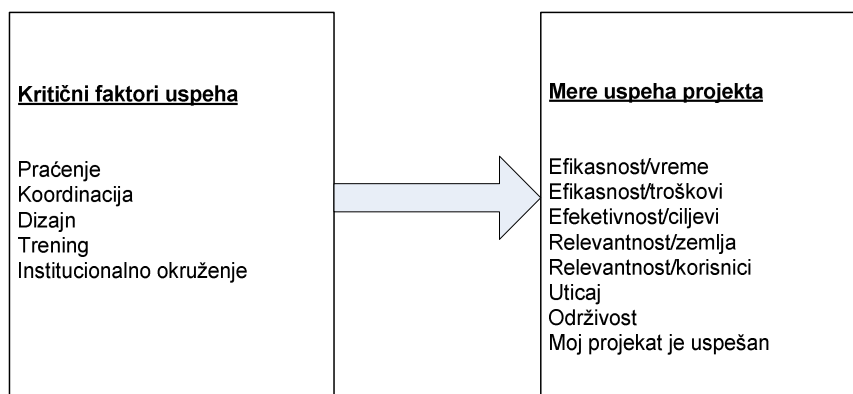 Kritični faktori uspeha
Praćenje
Koordinacija
Dizajn
Trening
Institucionalno okruženje
Mere uspeha projekta
Efikasnost/vreme
Efikasnost/troškovi
Efeketivnost/ciljevi
Relevantnost/zemlja
Relevantnost/korisnici
Uticaj
Održivost
Moj projekat je uspešan